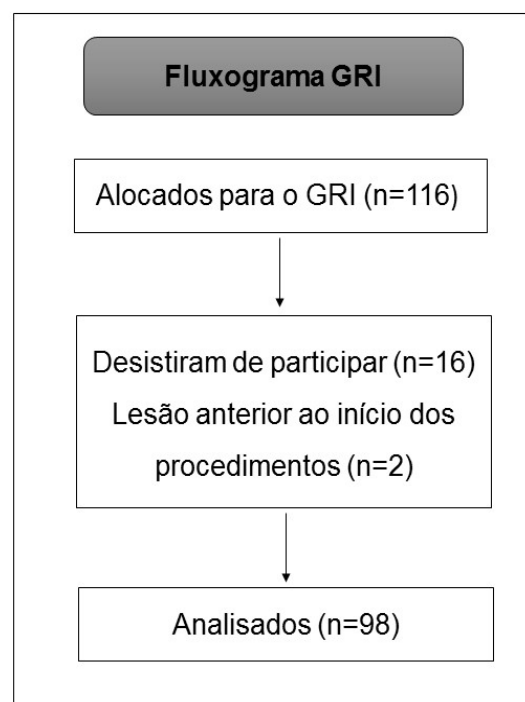 Fluxograma GRI
Alocados para o GRI (n=116)
Desistiram de participar (n=16)
Lesão anterior ao início dos
procedimentos (n=2)
Analisados (n=98)